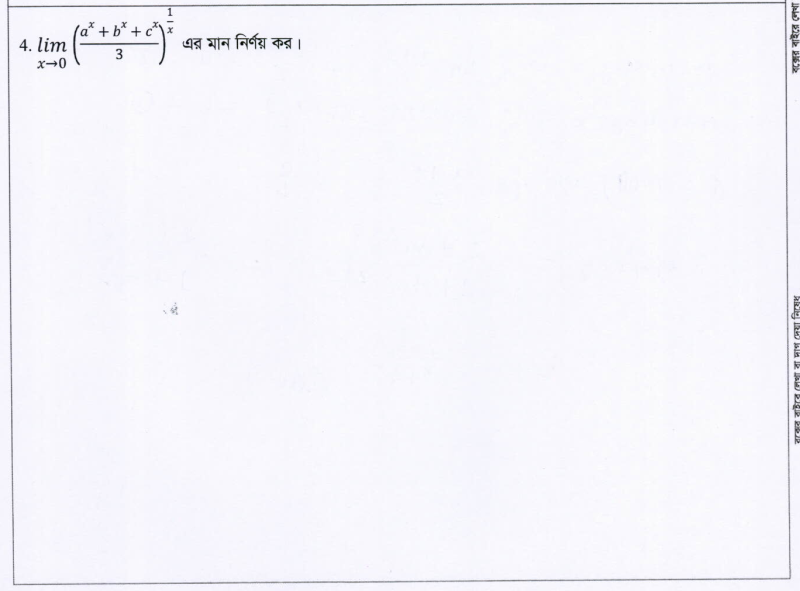 4. $\lim_{x \to 0} \left(\frac{a^x + b^x + c^x}{3}\right)^{\frac{1}{x}}$ এর মান নির্ণয় কর।
বক্সের বাইরে লেখা
বক্সের বাইরে লেখা বা দাগ দেয়া নিষেধ